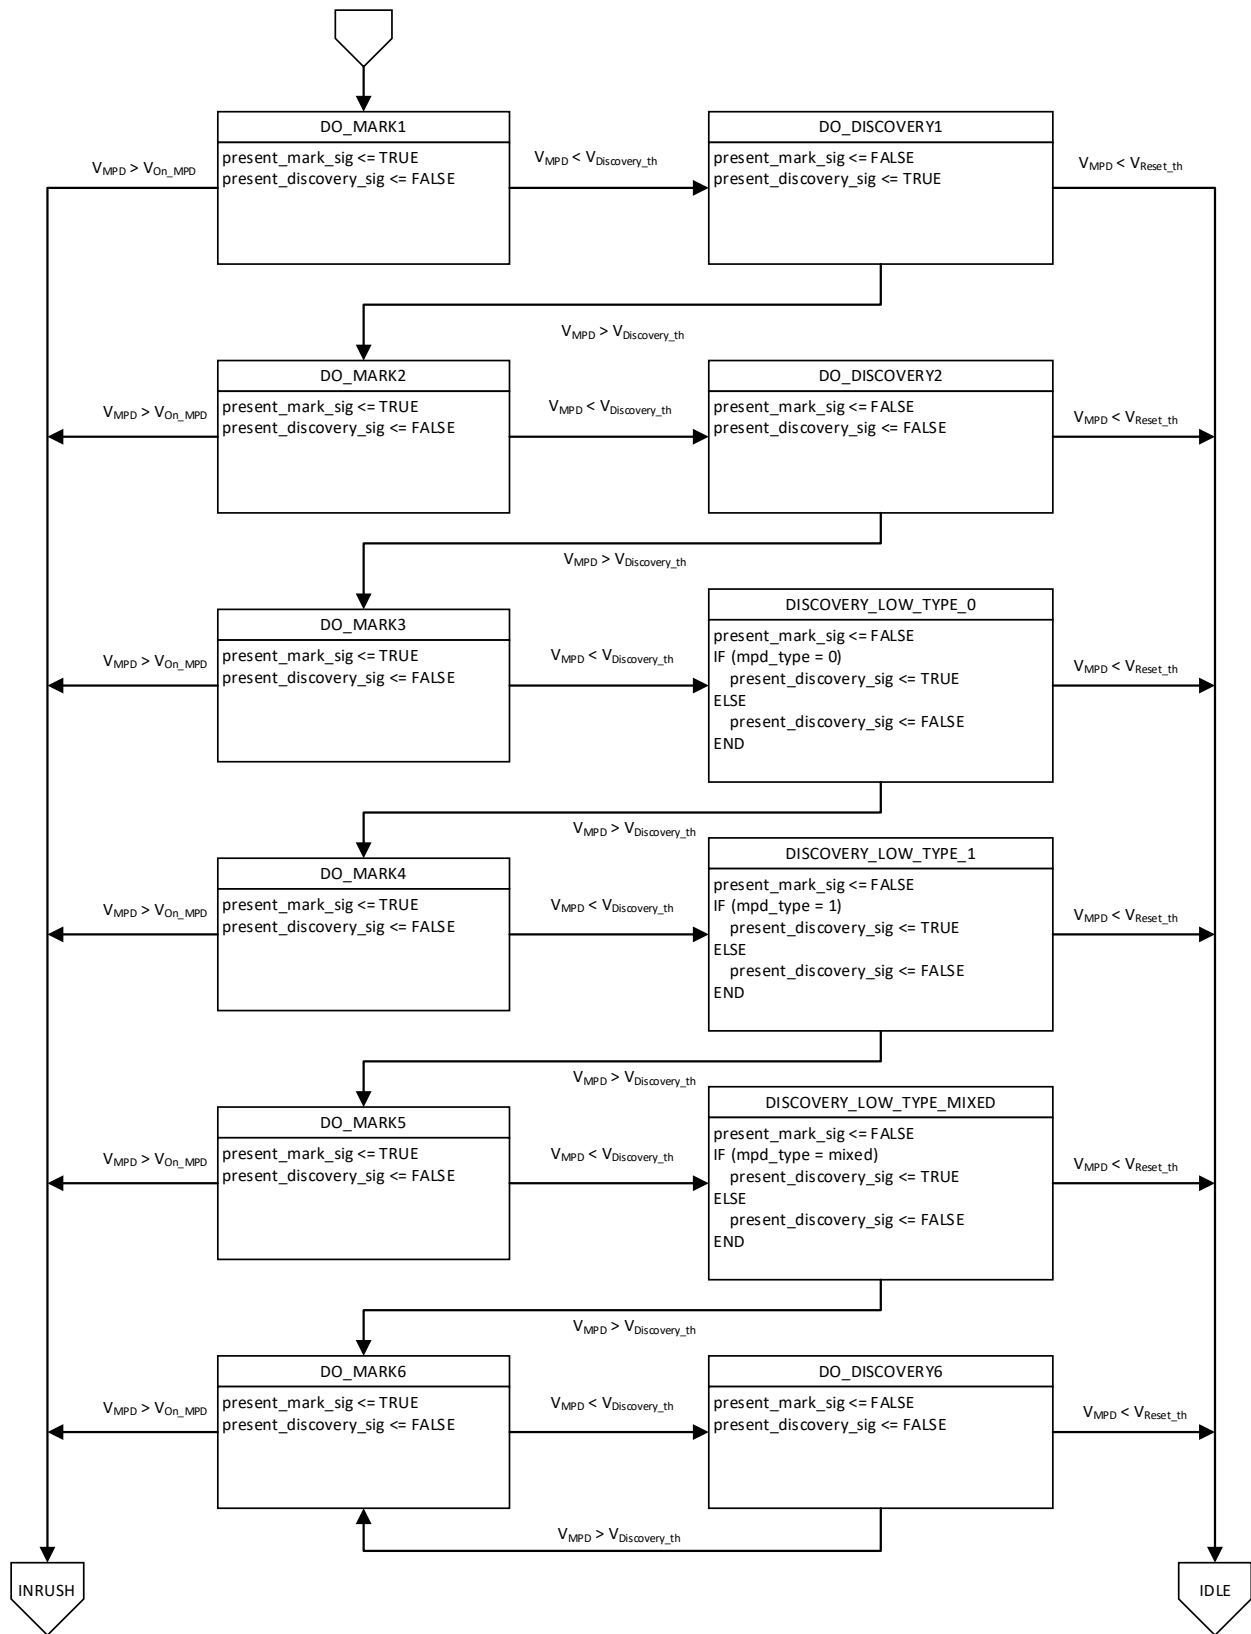 DO_MARK1
present_mark_sig <= TRUE
present_discovery_sig <= FALSE
DO_DISCOVERY1
present_mark_sig <= FALSE
present_discovery_sig <= TRUE
VMPD > VOn_MPD
VMPD < VDiscovery_th
VMPD < VReset_th
VMPD > VDiscovery_th
DO_MARK2
present_mark_sig <= TRUE
present_discovery_sig <= FALSE
DO_DISCOVERY2
present_mark_sig <= FALSE
present_discovery_sig <= FALSE
VMPD > VOn_MPD
VMPD < VDiscovery_th
VMPD < VReset_th
VMPD > VDiscovery_th
DO_MARK3
present_mark_sig <= TRUE
present_discovery_sig <= FALSE
DISCOVERY_LOW_TYPE_0
present_mark_sig <= FALSE
IF (mpd_type = 0)
present_discovery_sig <= TRUE
ELSE
present_discovery_sig <= FALSE
END
VMPD > VOn_MPD
VMPD < VDiscovery_th
VMPD < VReset_th
VMPD > VDiscovery_th
DO_MARK4
present_mark_sig <= TRUE
present_discovery_sig <= FALSE
DISCOVERY_LOW_TYPE_1
present_mark_sig <= FALSE
IF (mpd_type = 1)
present_discovery_sig <= TRUE
ELSE
present_discovery_sig <= FALSE
END
VMPD > VOn_MPD
VMPD < VDiscovery_th
VMPD < VReset_th
VMPD > VDiscovery_th
DO_MARK5
present_mark_sig <= TRUE
present_discovery_sig <= FALSE
DISCOVERY_LOW_TYPE_MIXED
present_mark_sig <= FALSE
IF (mpd_type = mixed)
present_discovery_sig <= TRUE
ELSE
present_discovery_sig <= FALSE
END
VMPD > VOn_MPD
VMPD < VDiscovery_th
VMPD < VReset_th
VMPD > VDiscovery_th
DO_MARK6
present_mark_sig <= TRUE
present_discovery_sig <= FALSE
DO_DISCOVERY6
present_mark_sig <= FALSE
present_discovery_sig <= FALSE
VMPD > VOn_MPD
VMPD < VDiscovery_th
VMPD < VReset_th
VMPD > VDiscovery_th
INRUSH
IDLE